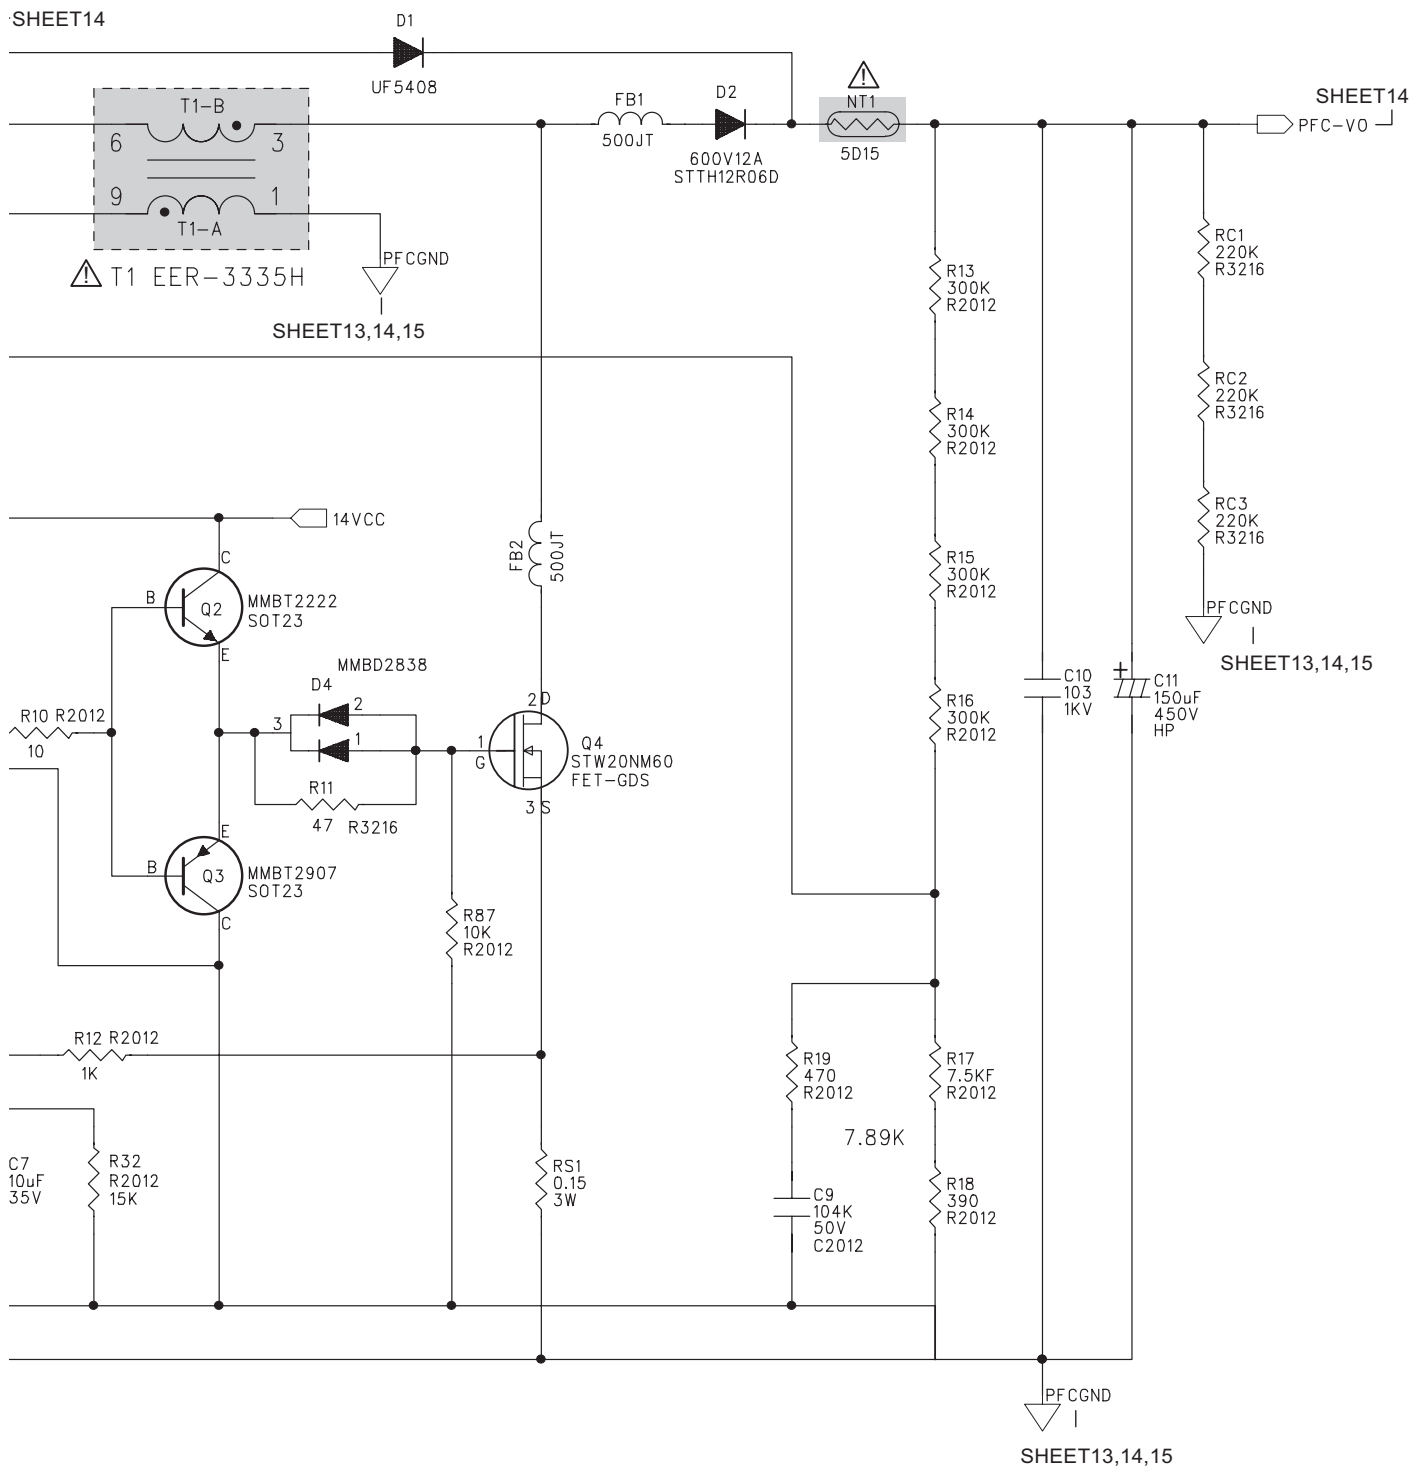 SHEET14
D1
UF5408
T1-B
6
3
9
1
T1-A
T1 EER-3335H
PFCGND
SHEET13,14,15
FB1
500JT
D2
600V12A
STTH12R06D
!
NT1
5D15
SHEET14
PFC-VO
RC1
220K
R3216
R13
300K
R2012
RC2
220K
R3216
R14
300K
R2012
RC3
220K
R3216
14VCC
FB2
500JT
R15
300K
R2012
PFCGND
SHEET13,14,15
C
B
Q2
MMBT2222
SOT23
E
MMBD2838
D4
2
3
1
R10 R2012
10
R11
47 R3216
2 D
1
G
Q4
STW20NM60
FET-GDS
3 S
R16
300K
R2012
C10
103
1KV
+
C11
150uF
450V
HP
E
B
Q3
MMBT2907
SOT23
C
R87
10K
R2012
R12 R2012
1K
R19
470
R2012
R17
7.5KF
R2012
7.89K
C7
10uF
35V
R32
R2012
15K
RS1
0.15
3W
C9
104K
50V
C2012
R18
390
R2012
PFCGND
SHEET13,14,15